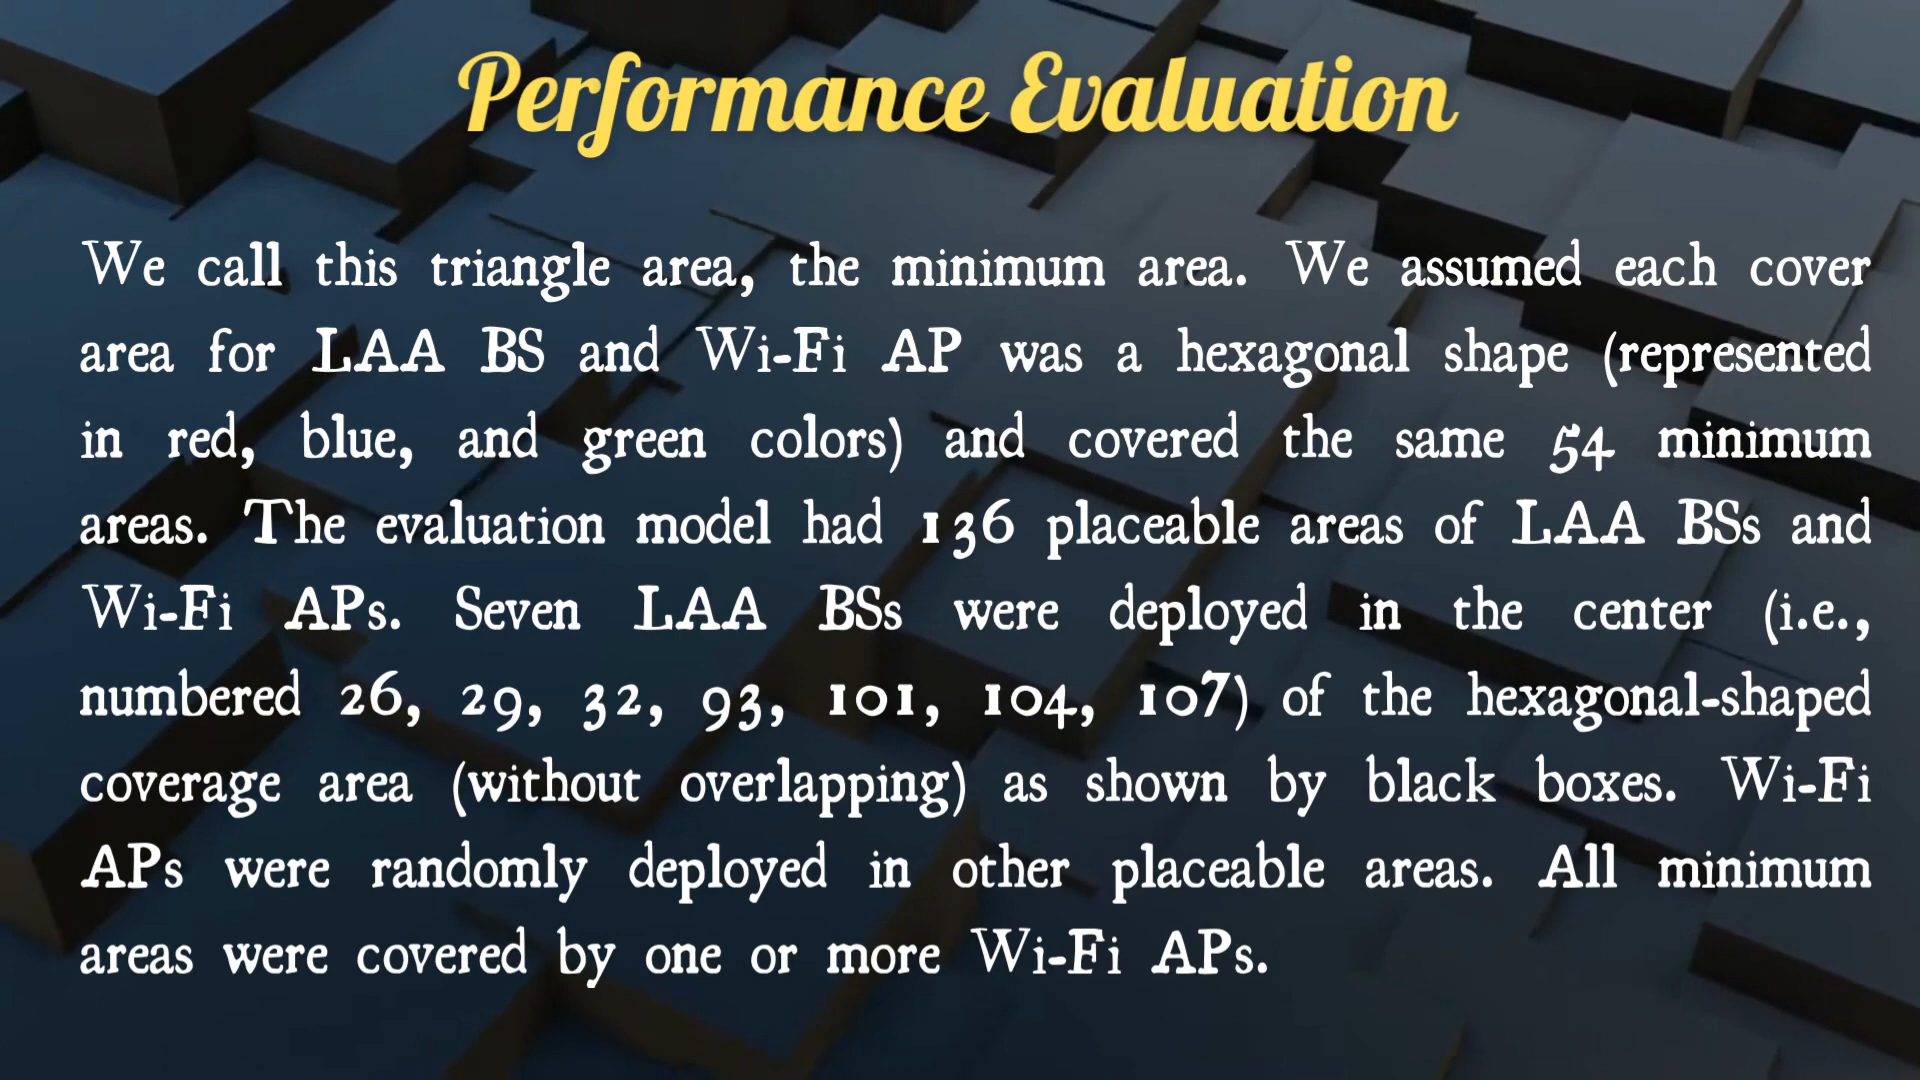 Performance Evaluation
We call this triangle area, the minimum area. We assumed each cover
area for LAA BS and Wi-Fi AP was a hexagonal shape (represented
in red, blue, and green colors) and covered the same 54 minimum
areas. The evaluation model had 136 placeable areas of LAA BSs and
Wi-Fi APs. Seven LAA BSs were deployed in the center (i.e.,
numbered 26, 29, 32, 93, 101, 104, 107) of the hexagonal-shaped
coverage area (without overlapping) as shown by black boxes. Wi-Fi
APs were randomly deployed in other placeable areas. All minimum
areas were covered by one or more Wi-Fi APs.